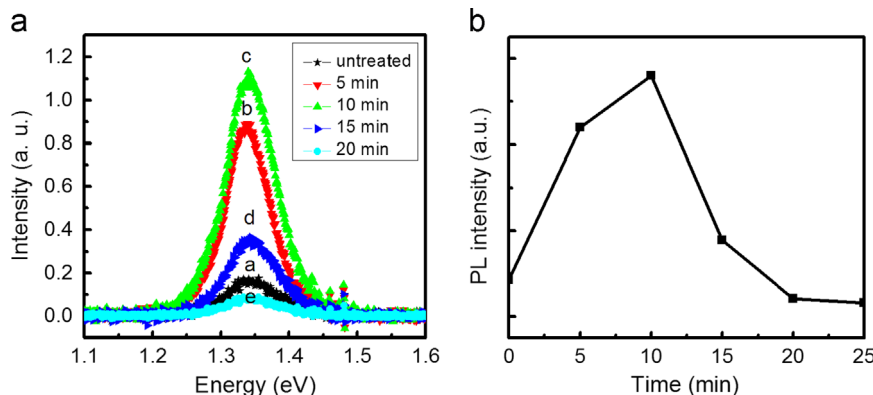 a
1.2
1.0
0.8
0.6
0.4
0.2
0.0
Intensity (a. u.)
c
b
d
a
e
untreated
5 min
10 min
15 min
20 min
1.1 1.2 1.3 1.4 1.5 1.6
Energy (eV)
b
PL intensity (a.u.)
0 5 10 15 20 25
Time (min)